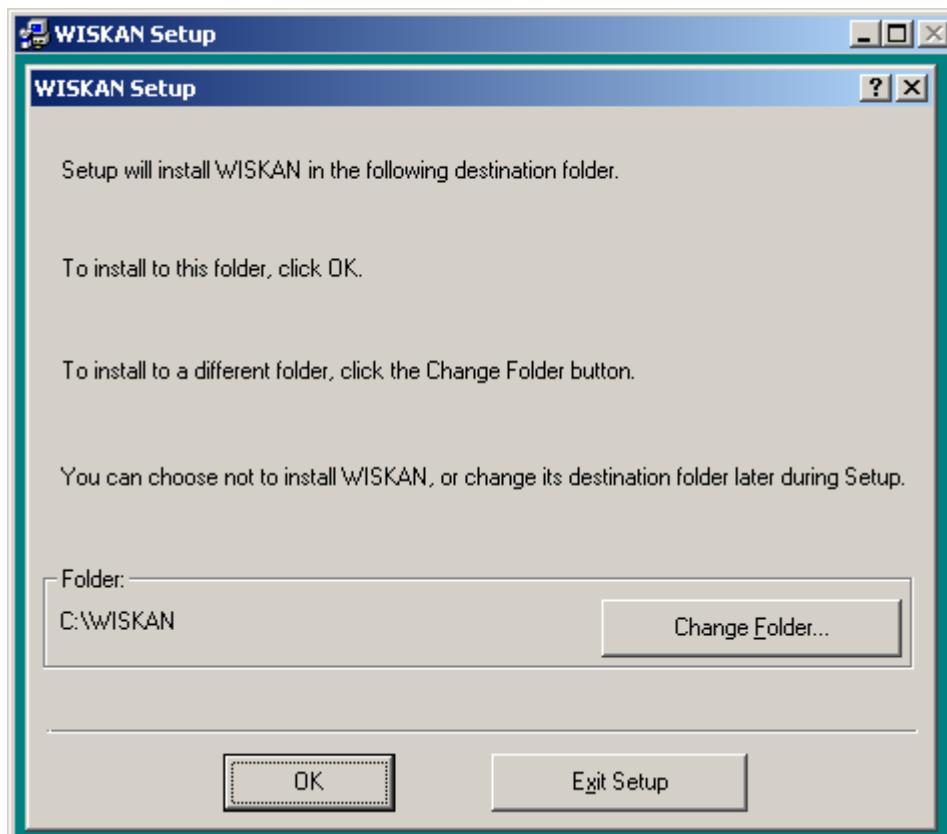 WISKAN Setup
WISKAN Setup
Setup will install WISKAN in the following destination folder.
To install to this folder, click OK.
To install to a different folder, click the Change Folder button.
You can choose not to install WISKAN, or change its destination folder later during Setup.
Folder:
C:\WISKAN
Change Folder...
OK
Exit Setup